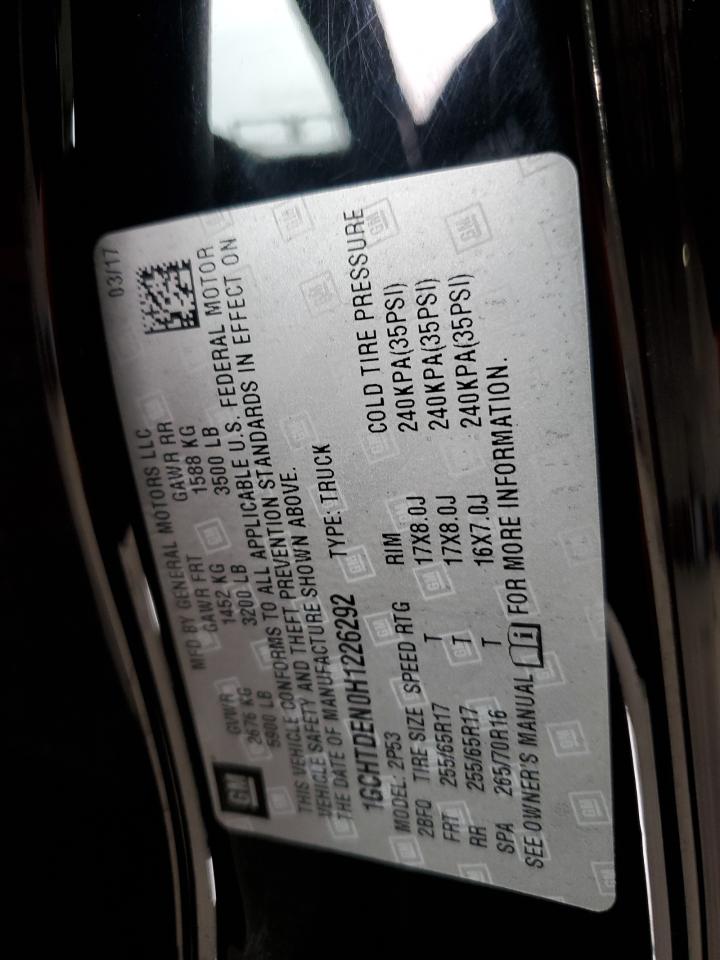 03/17
MFD BY GENERAL MOTORS LLC
GM
GVWR GAWR FRT GAWR RR
2676 KG 1452 KG 1588 KG
5900 LB 3200 LB 3500 LB
THIS VEHICLE CONFORMS TO ALL APPLICABLE U.S. FEDERAL MOTOR
VEHICLE SAFETY AND THEFT PREVENTION STANDARDS IN EFFECT ON
THE DATE OF MANUFACTURE SHOWN ABOVE.
1GCHTDEN0H1226292 TYPE: TRUCK
MODEL: 2P53
2BF0 TIRE SIZE SPEED RTG RIM COLD TIRE PRESSURE
FRT 255/65R17 T 17X8.0J 240KPA(35PSI)
RR 255/65R17 T 17X8.0J 240KPA(35PSI)
SPA 265/70R16 T 16X7.0J 240KPA(35PSI)
SEE OWNER'S MANUAL FOR MORE INFORMATION.